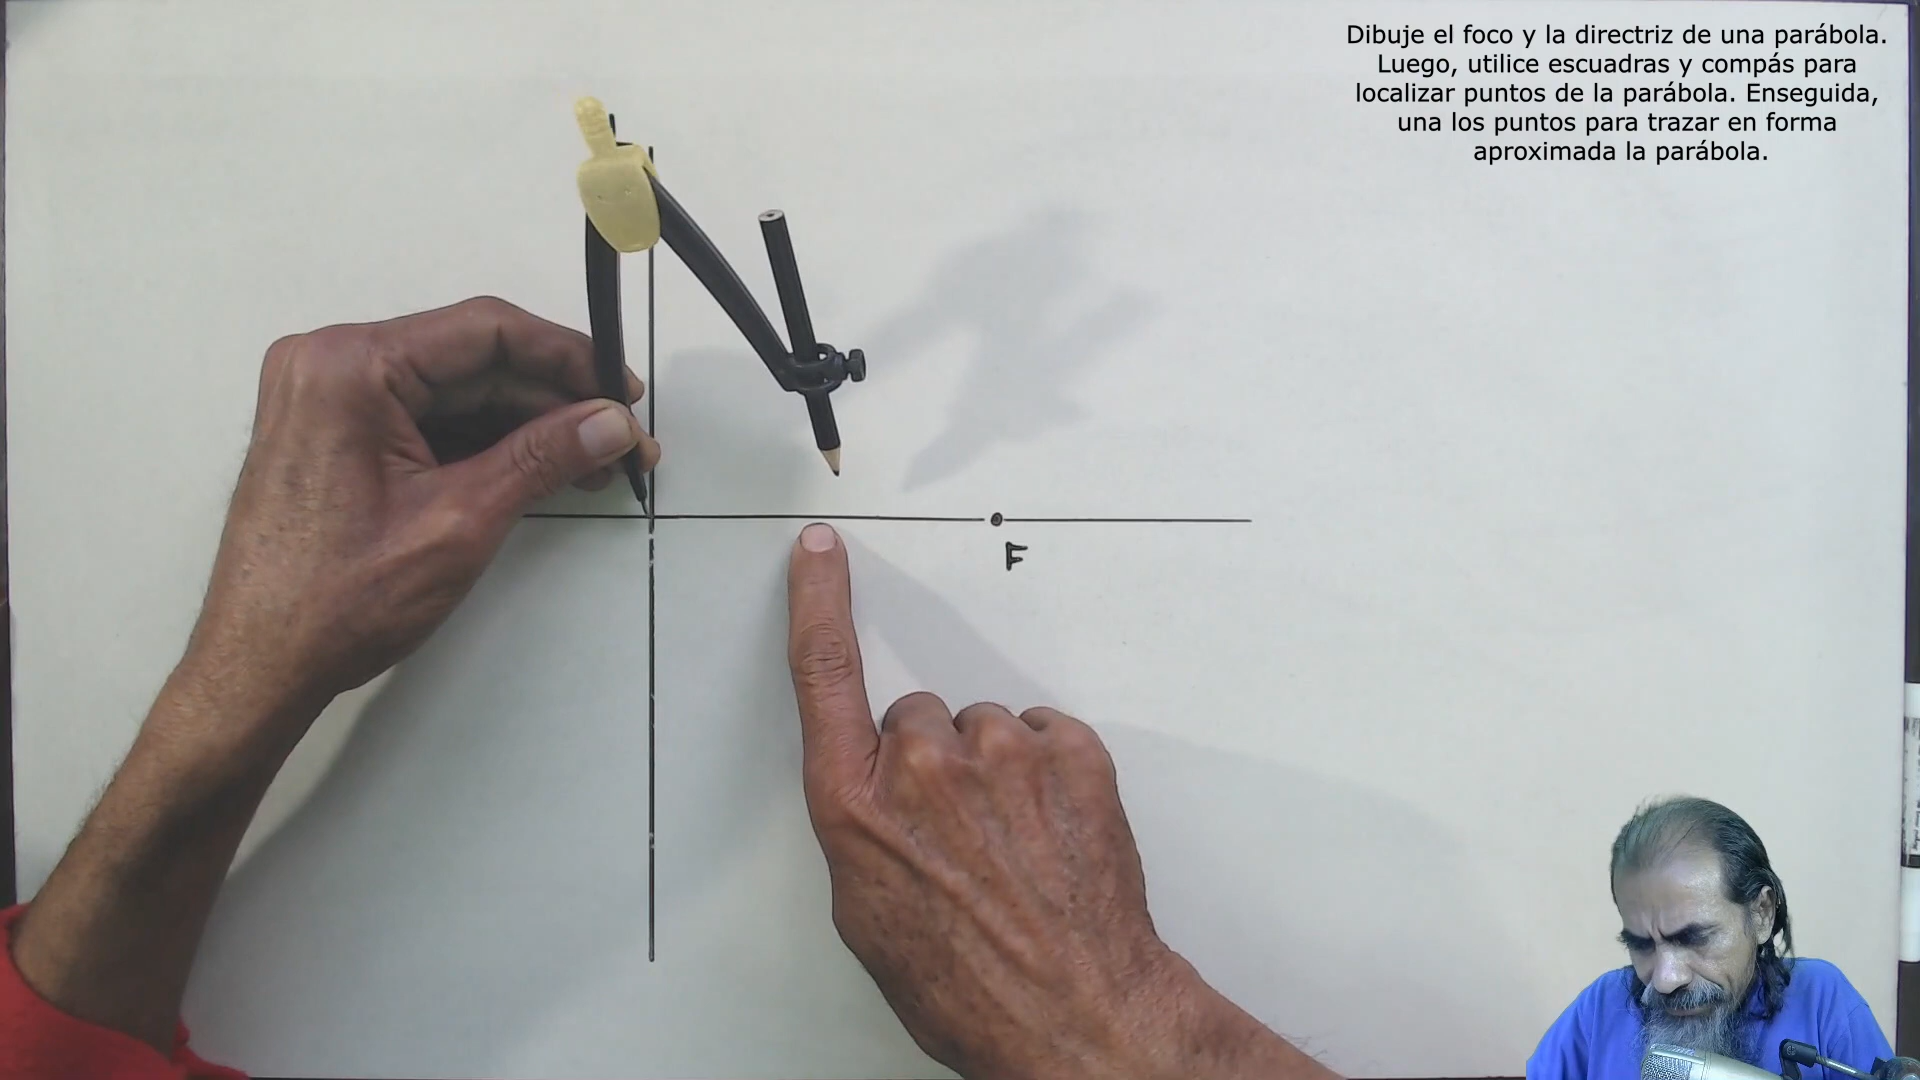 Dibuje el foco y la directriz de una parábola.
Luego, utilice escuadras y compás para
localizar puntos de la parábola. Enseguida,
una los puntos para trazar en forma
aproximada la parábola.
F